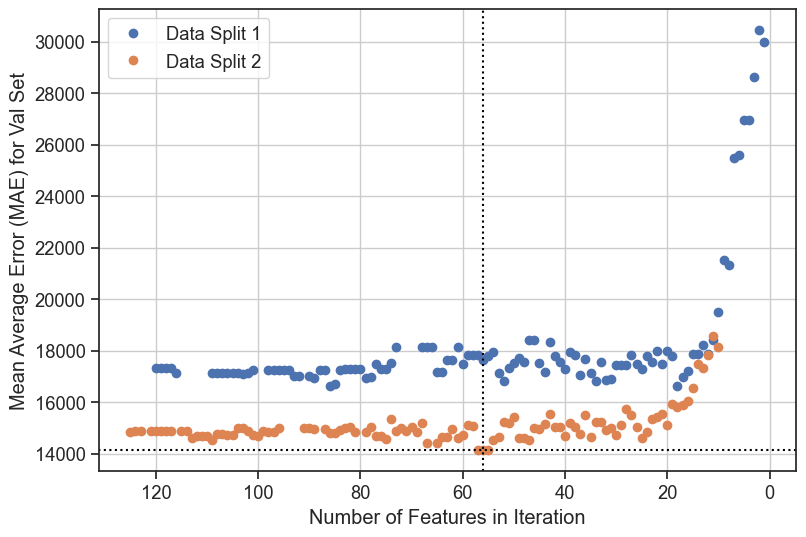 Data Split 1
Data Split 2
Mean Average Error (MAE) for Val Set
30000
28000
26000
24000
22000
20000
18000
16000
14000
120 100 80 60 40 20 0
Number of Features in Iteration